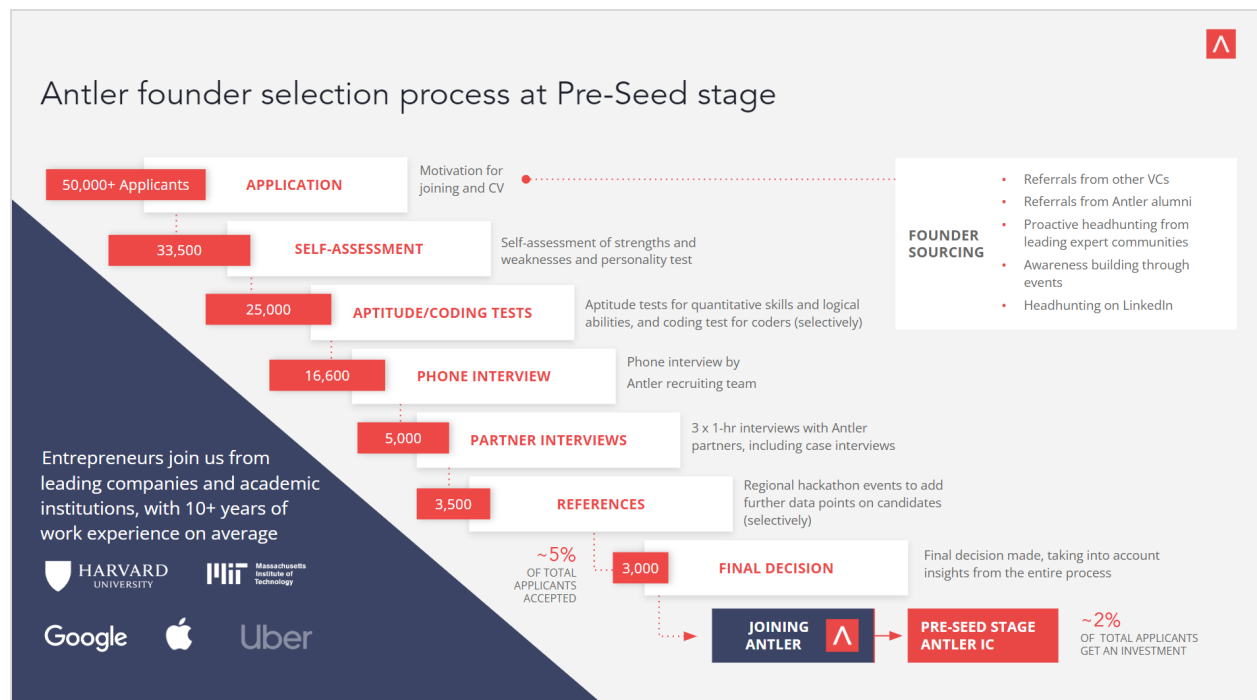 Antler founder selection process at Pre-Seed stage
50,000+ Applicants
APPLICATION
Motivation for
joining and CV
FOUNDER
SOURCING
• Referrals from other VCs
• Referrals from Antler alumni
• Proactive headhunting from
leading expert communities
• Awareness building through
events
• Headhunting on LinkedIn
33,500
SELF-ASSESSMENT
Self-assessment of strengths and
weaknesses and personality test
25,000
APTITUDE/CODING TESTS
Aptitude tests for quantitative skills and logical
abilities, and coding test for coders (selectively)
16,600
PHONE INTERVIEW
Phone interview by
Antler recruiting team
5,000
PARTNER INTERVIEWS
3 x 1-hr interviews with Antler
partners, including case interviews
3,500
REFERENCES
Regional hackathon events to add
further data points on candidates
(selectively)
~5%
OF TOTAL
APPLICANTS
ACCEPTED
3,000
FINAL DECISION
Final decision made, taking into account
insights from the entire process
JOINING
ANTLER
PRE-SEED STAGE
ANTLER IC
~2%
OF TOTAL APPLICANTS
GET AN INVESTMENT
Entrepreneurs join us from
leading companies and academic
institutions, with 10+ years of
work experience on average
HARVARD
UNIVERSITY
MIT
Massachusetts
Institute of
Technology
Google
Uber